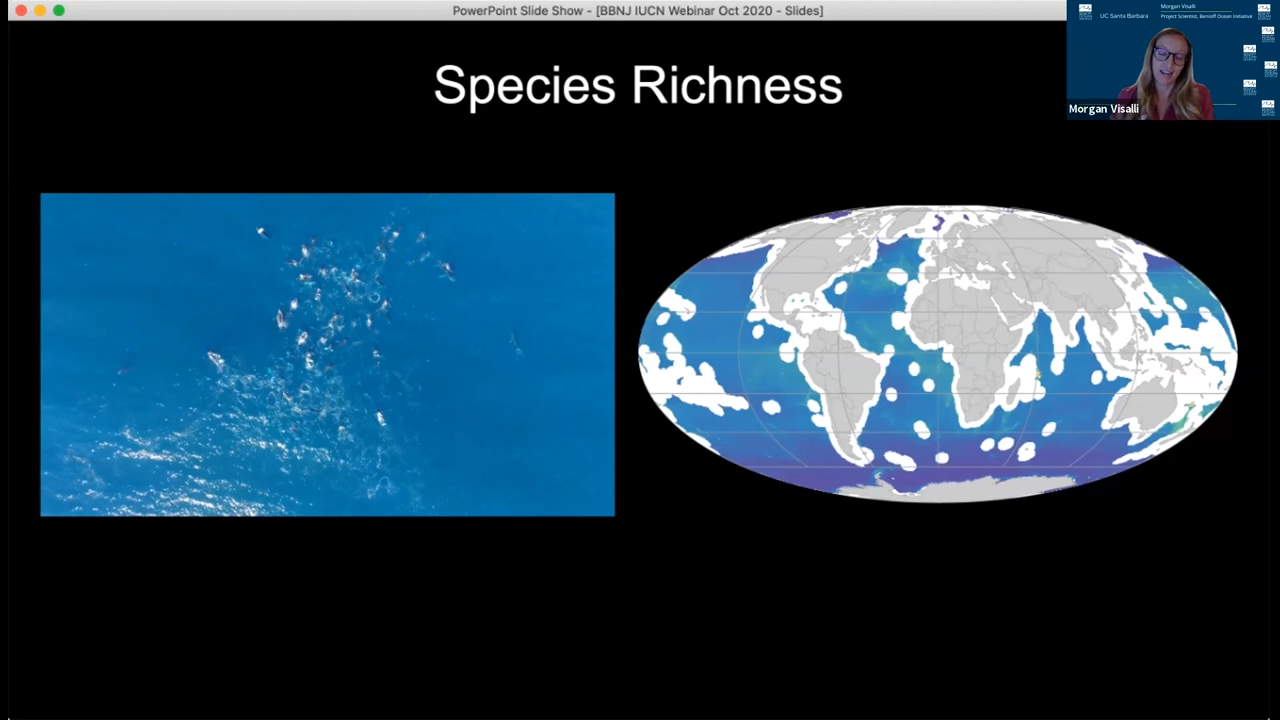 PowerPoint Slide Show - [BBNJ IUCN Webinar Oct 2020 - Slides]
Species Richness
UC Santa Barbara
Morgan Visalli
Project Scientist, Benioff Ocean Initiative
Morgan Visalli